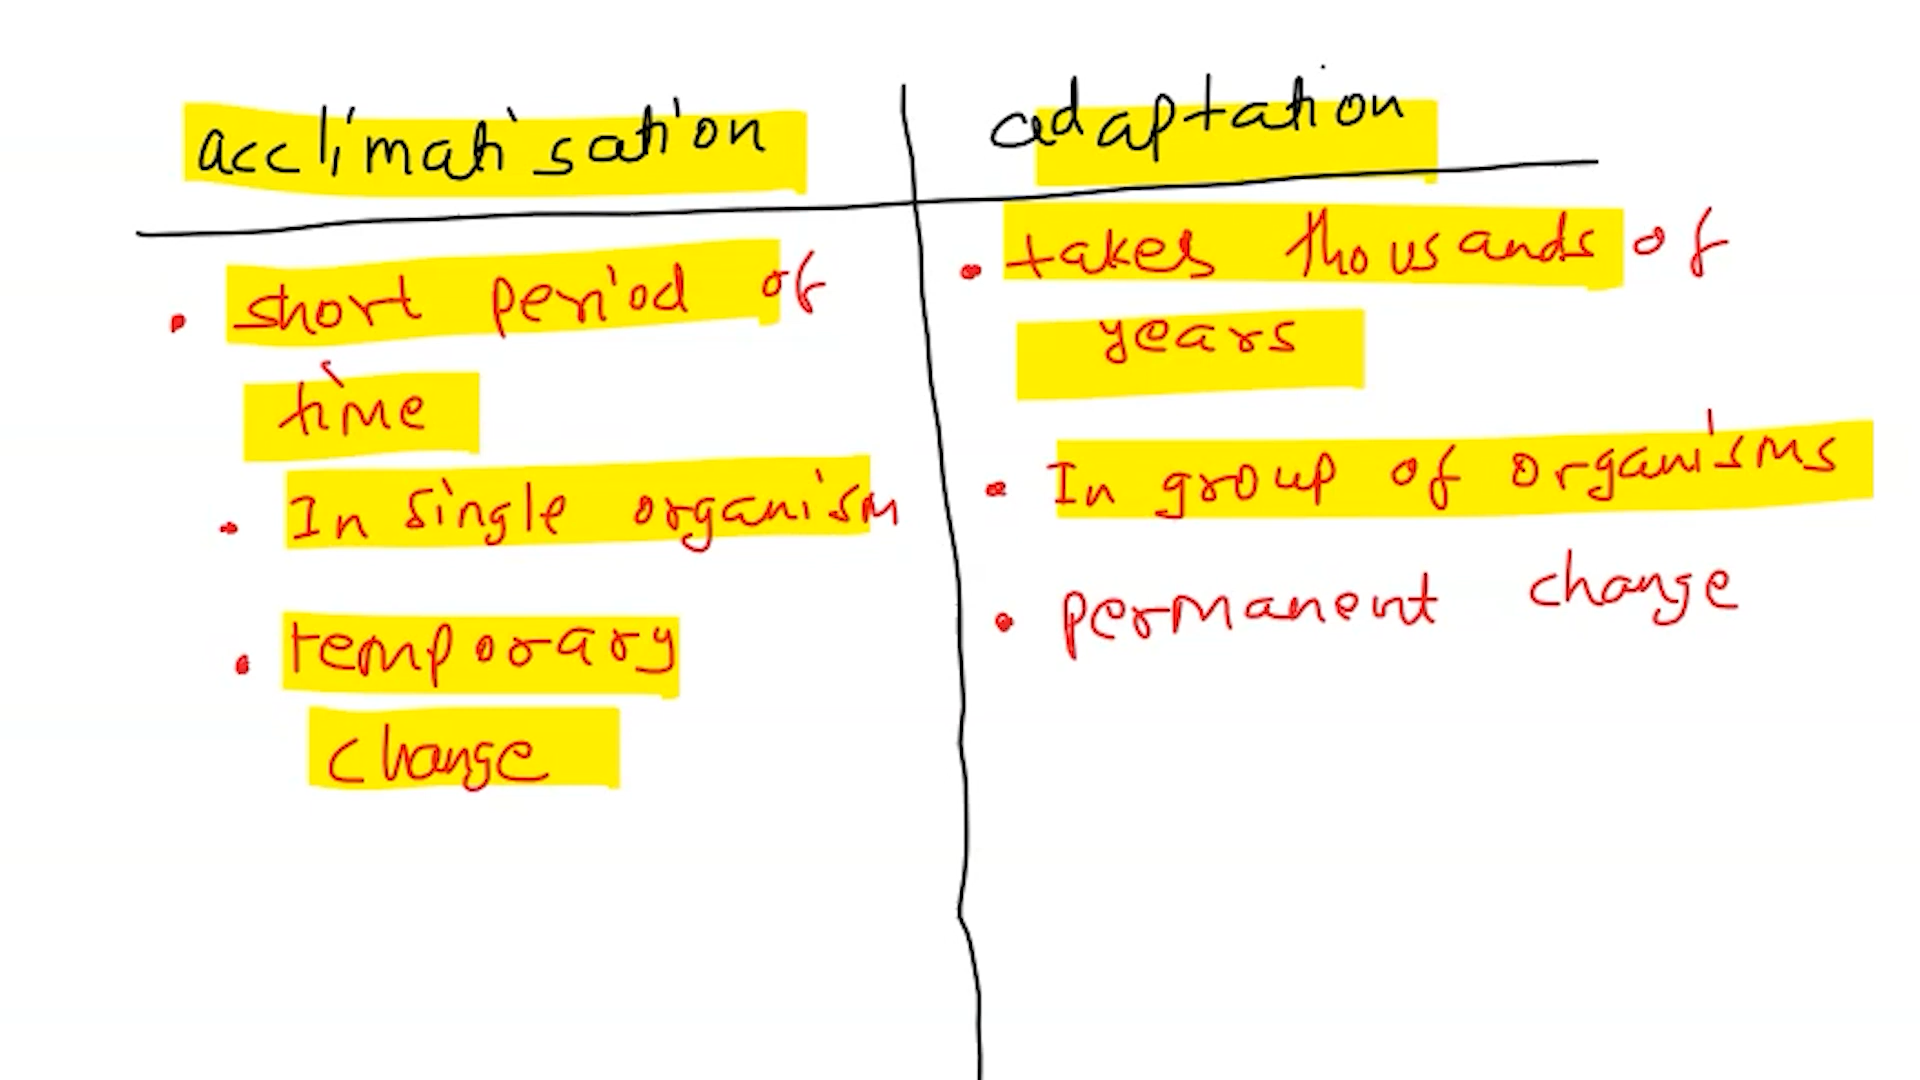 acclimatisation
short period of
time
In single organism
temporary
change
adaptation
takes thousands of
years
In group of organisms
permanent change